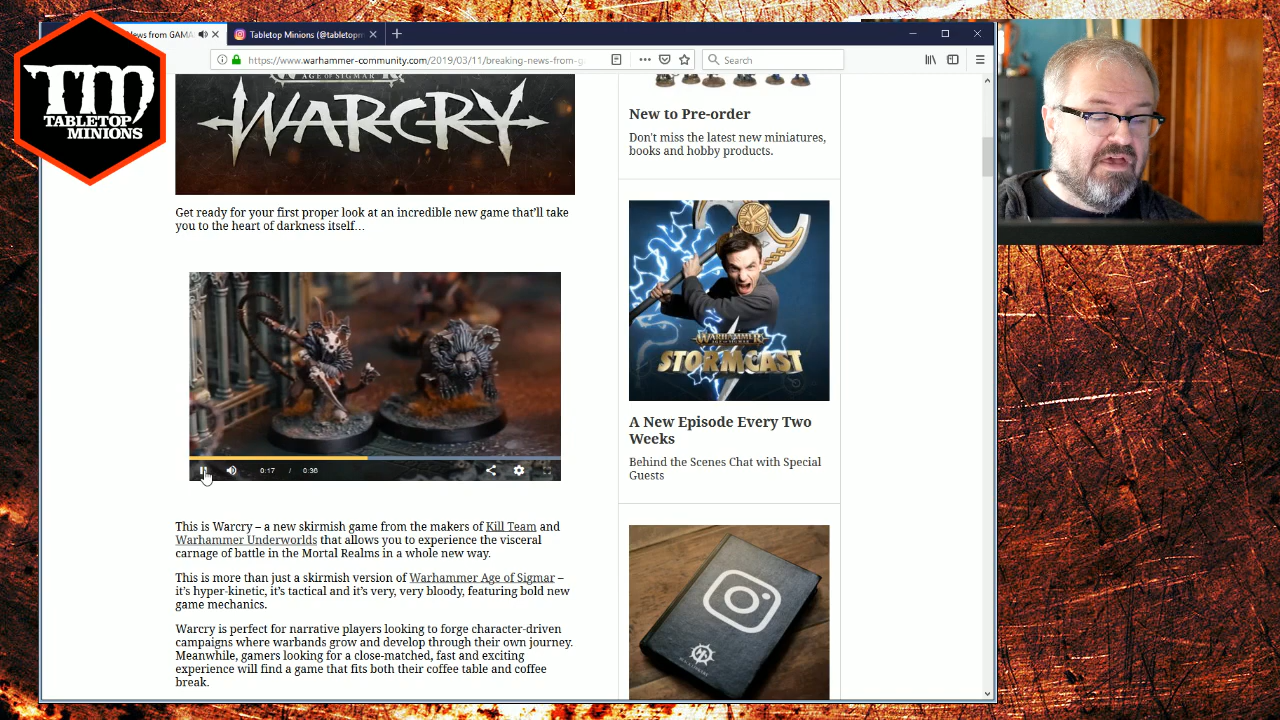 TM
TABLETOP
MINIONS
ews from GAMA
Tabletop Minions (@tabletopm
https://www.warhammer-community.com/2019/03/11/breaking-news-from-g
Search
AGE OF SIGMAR
WARCRY
Get ready for your first proper look at an incredible new game that'll take
you to the heart of darkness itself…
0:17 / 0:36
This is Warcry – a new skirmish game from the makers of Kill Team and
Warhammer Underworlds that allows you to experience the visceral
carnage of battle in the Mortal Realms in a whole new way.
This is more than just a skirmish version of Warhammer Age of Sigmar –
it's hyper-kinetic, it's tactical and it's very, very bloody, featuring bold new
game mechanics.
Warcry is perfect for narrative players looking to forge character-driven
campaigns where warbands grow and develop through their own journey.
Meanwhile, gamers looking for a close-matched, fast and exciting
experience will find a game that fits both their coffee table and coffee
break.
New to Pre-order
Don't miss the latest new miniatures,
books and hobby products.
WARHAMMER
STORMCAST
A New Episode Every Two
Weeks
Behind the Scenes Chat with Special
Guests